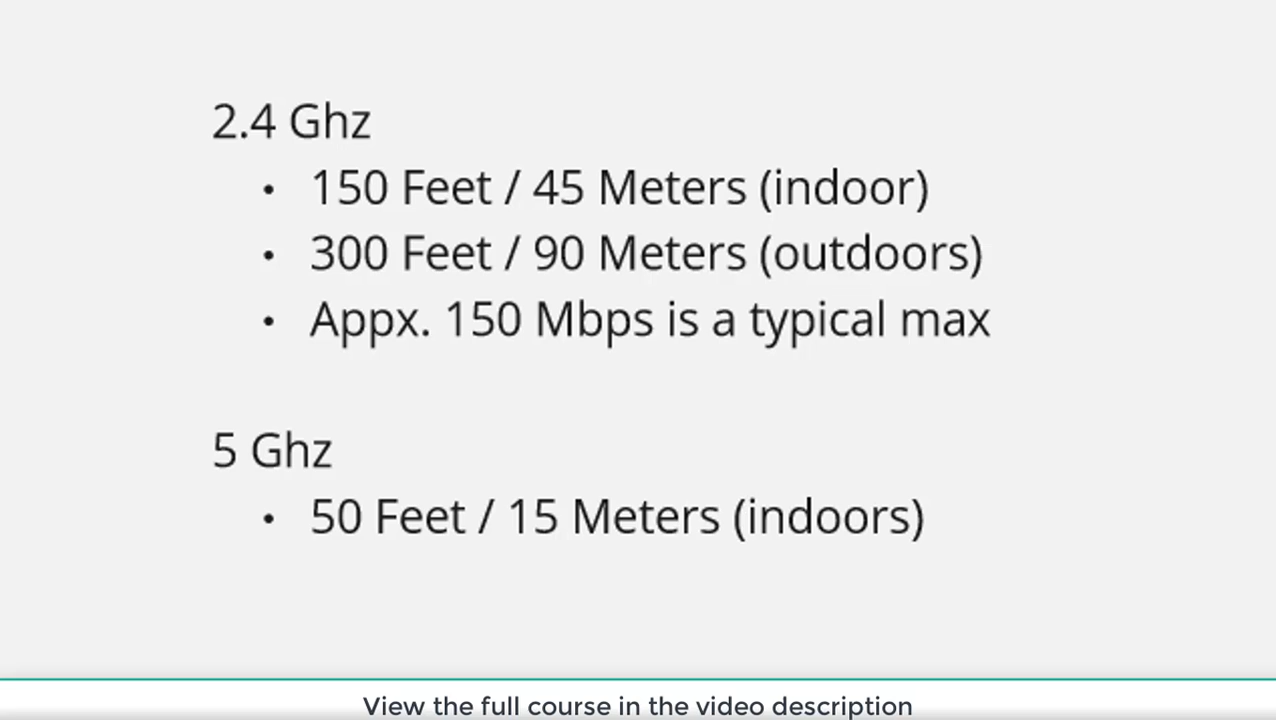 2.4 Ghz
• 150 Feet / 45 Meters (indoor)
• 300 Feet / 90 Meters (outdoors)
• Appx. 150 Mbps is a typical max
5 Ghz
• 50 Feet / 15 Meters (indoors)
View the full course in the video description